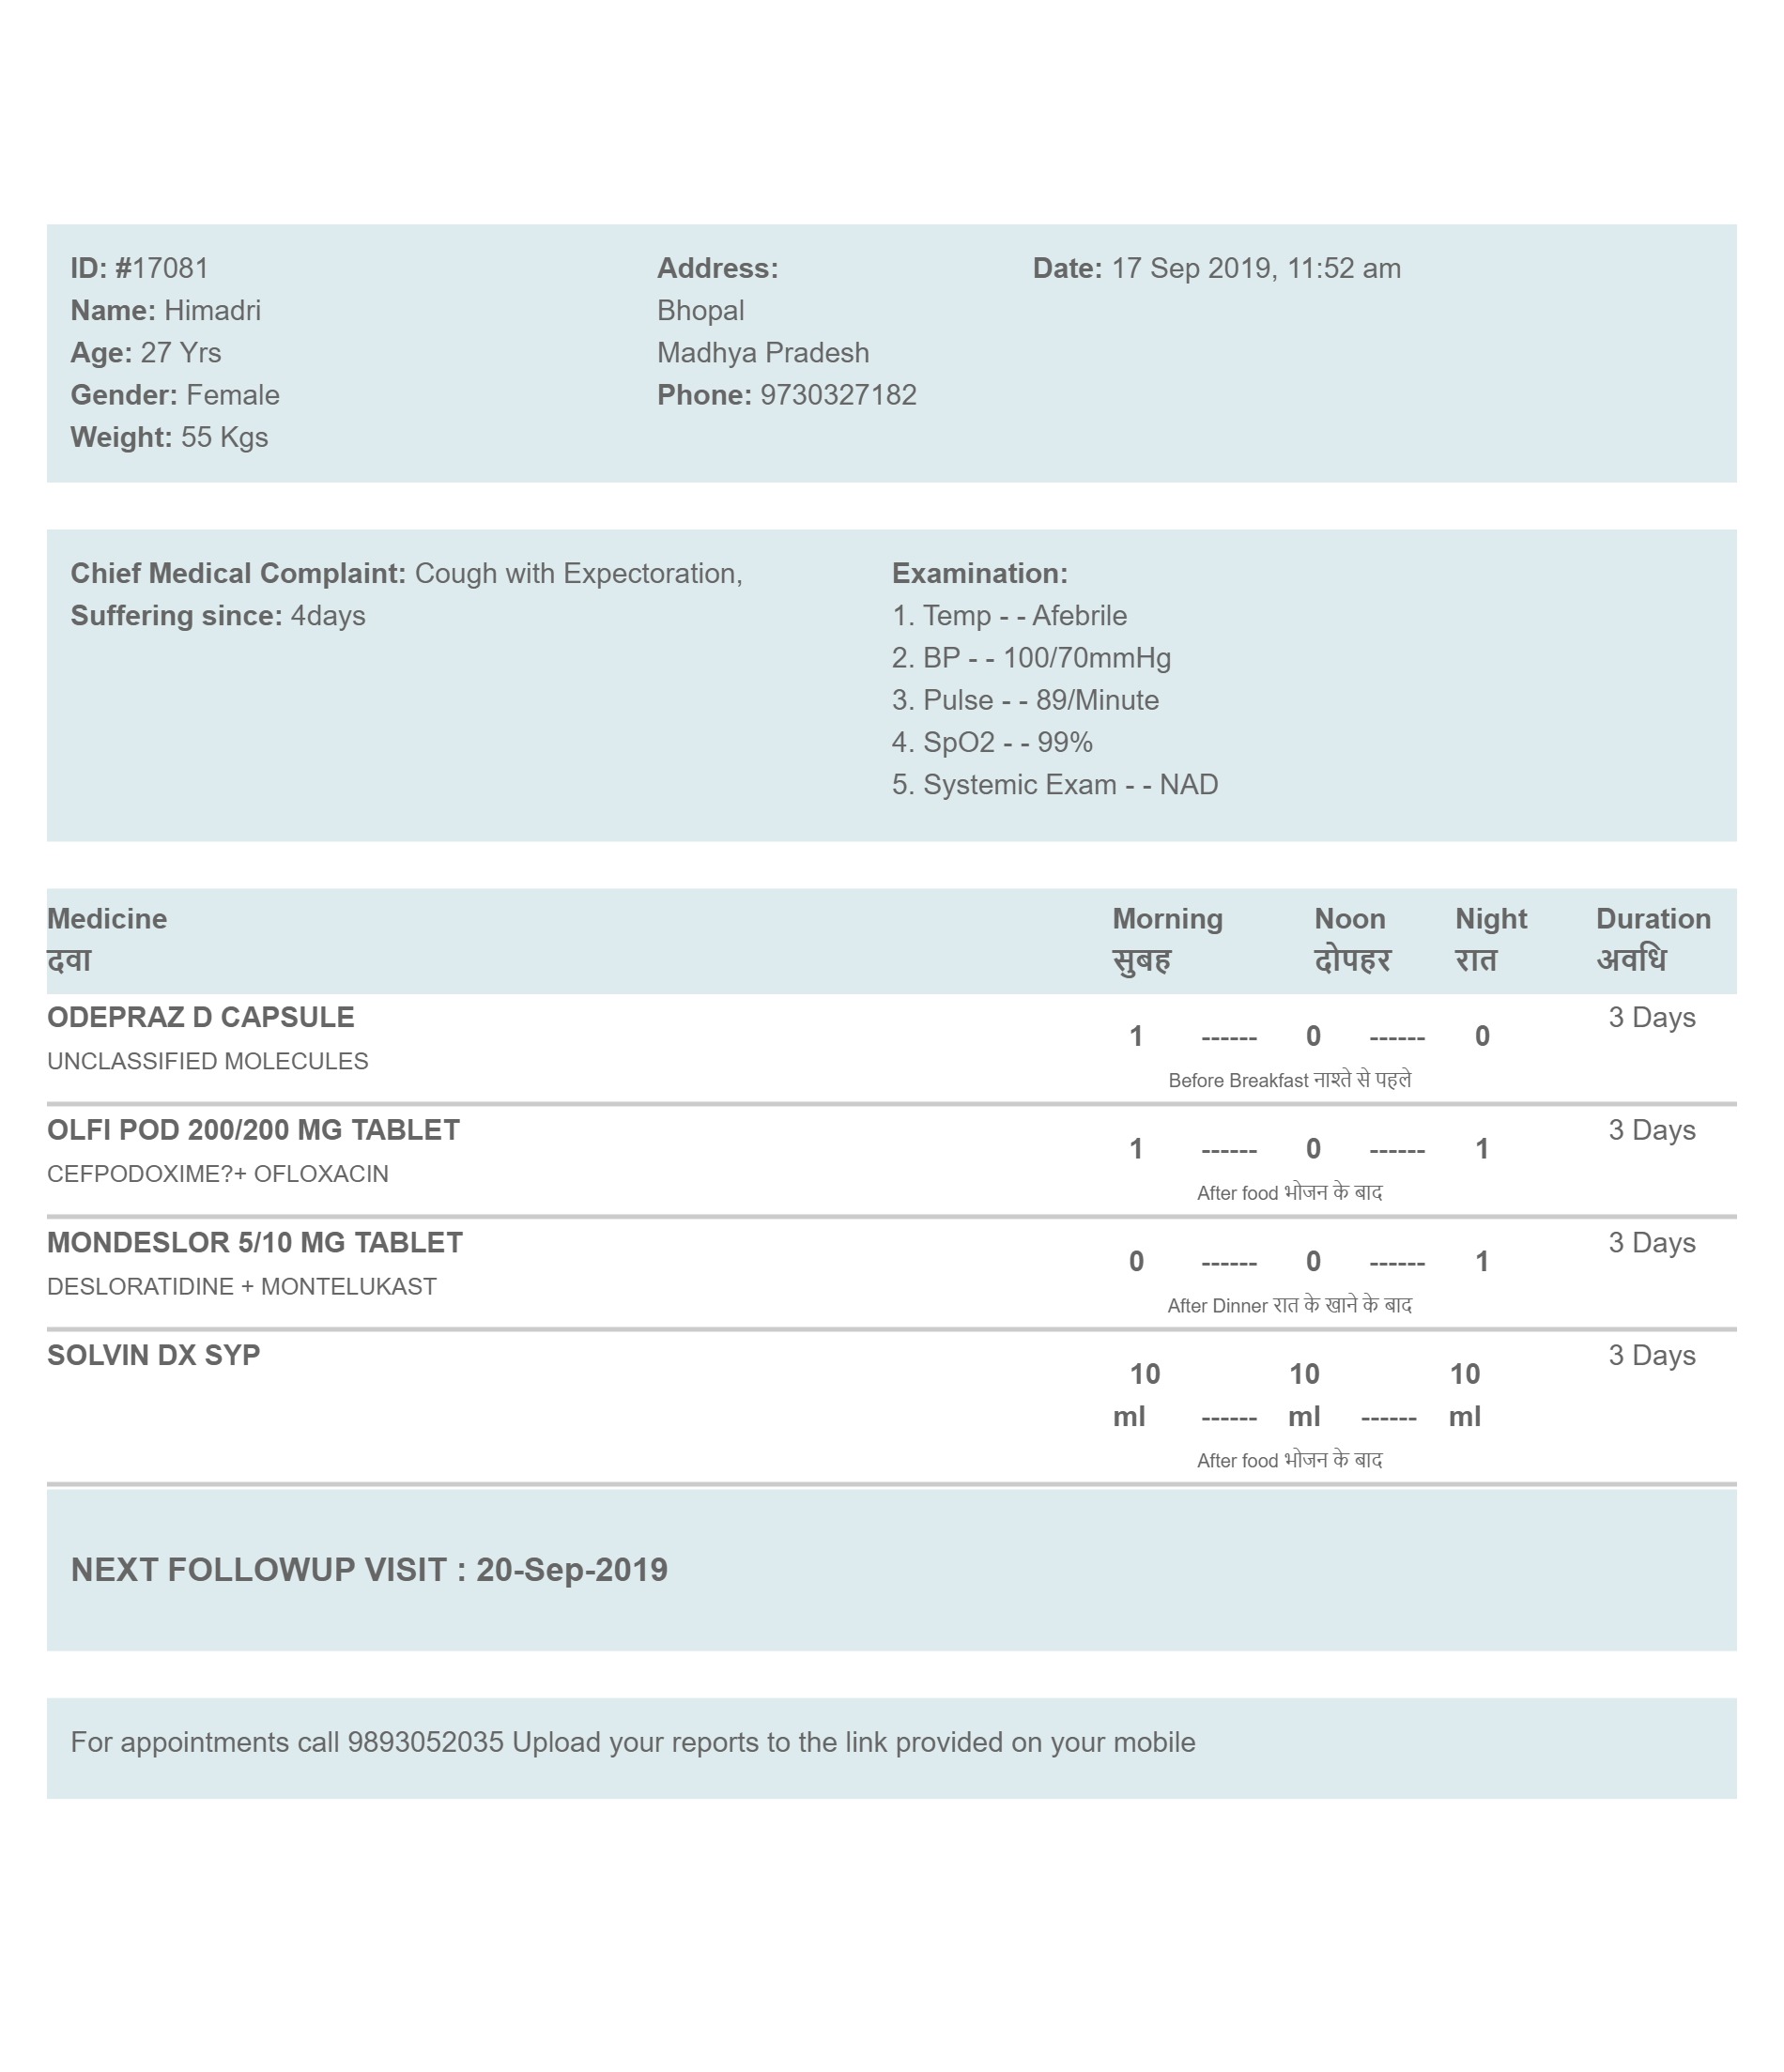 ID: #17081
Name: Himadri
Age: 27 Yrs
Gender: Female
Weight: 55 Kgs
Address:
Bhopal
Madhya Pradesh
Phone: 9730327182
Date: 17 Sep 2019, 11:52 am
Chief Medical Complaint: Cough with Expectoration,
Suffering since: 4days
Examination:
1. Temp - - Afebrile
2. BP - - 100/70mmHg
3. Pulse - - 89/Minute
4. SpO2 - - 99%
5. Systemic Exam - - NAD
Medicine Morning Noon Night Duration
दवा सुबह दोपहर रात अवधि
ODEPRAZ D CAPSULE 3 Days
1 ------ 0 ------ 0
UNCLASSIFIED MOLECULES
Before Breakfast नाश्ते से पहले
OLFI POD 200/200 MG TABLET 3 Days
1 ------ 0 ------ 1
CEFPODOXIME?+ OFLOXACIN
After food भोजन के बाद
MONDESLOR 5/10 MG TABLET 3 Days
0 ------ 0 ------ 1
DESLORATIDINE + MONTELUKAST
After Dinner रात के खाने के बाद
SOLVIN DX SYP 3 Days
10 10 10
ml ------ ml ------ ml
After food भोजन के बाद
NEXT FOLLOWUP VISIT : 20-Sep-2019
For appointments call 9893052035 Upload your reports to the link provided on your mobile